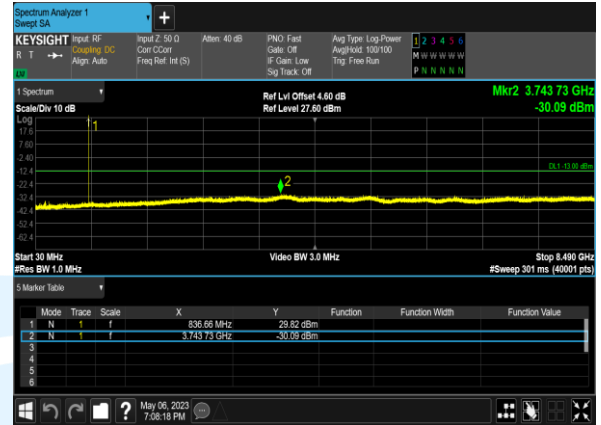 Spectrum Analyzer 1
Swept SA
+
KEYSIGHT Input: RF Input Z: 50 Ω Atten: 40 dB PNO: Fast Avg Type: Log-Power 1 2 3 4 5 6
R T Coupling: DC Corr CCorr Gate: Off Avg|Hold: 100/100 M W W W W W
Align: Auto Freq Ref: Int (S) IF Gain: Low Trig: Free Run P N N N N N
Sig Track: Off
LW
1 Spectrum Ref Lvl Offset 4.60 dB Mkr2 3.743 73 GHz
Scale/Div 10 dB Ref Level 27.60 dBm -30.09 dBm
Log
17.6
7.60
-2.40
-12.4
-22.4
-32.4
-42.4
-52.4
-62.4
1
2
DL1 -13.00 dBm
Start 30 MHz Video BW 3.0 MHz Stop 8.490 GHz
#Res BW 1.0 MHz #Sweep 301 ms (40001 pts)
5 Marker Table
Mode Trace Scale X Y Function Function Width Function Value
1 N 1 f 836.66 MHz 29.82 dBm
2 N 1 f 3.743 73 GHz -30.09 dBm
3
4
5
6
? May 06, 2023
7:08:18 PM